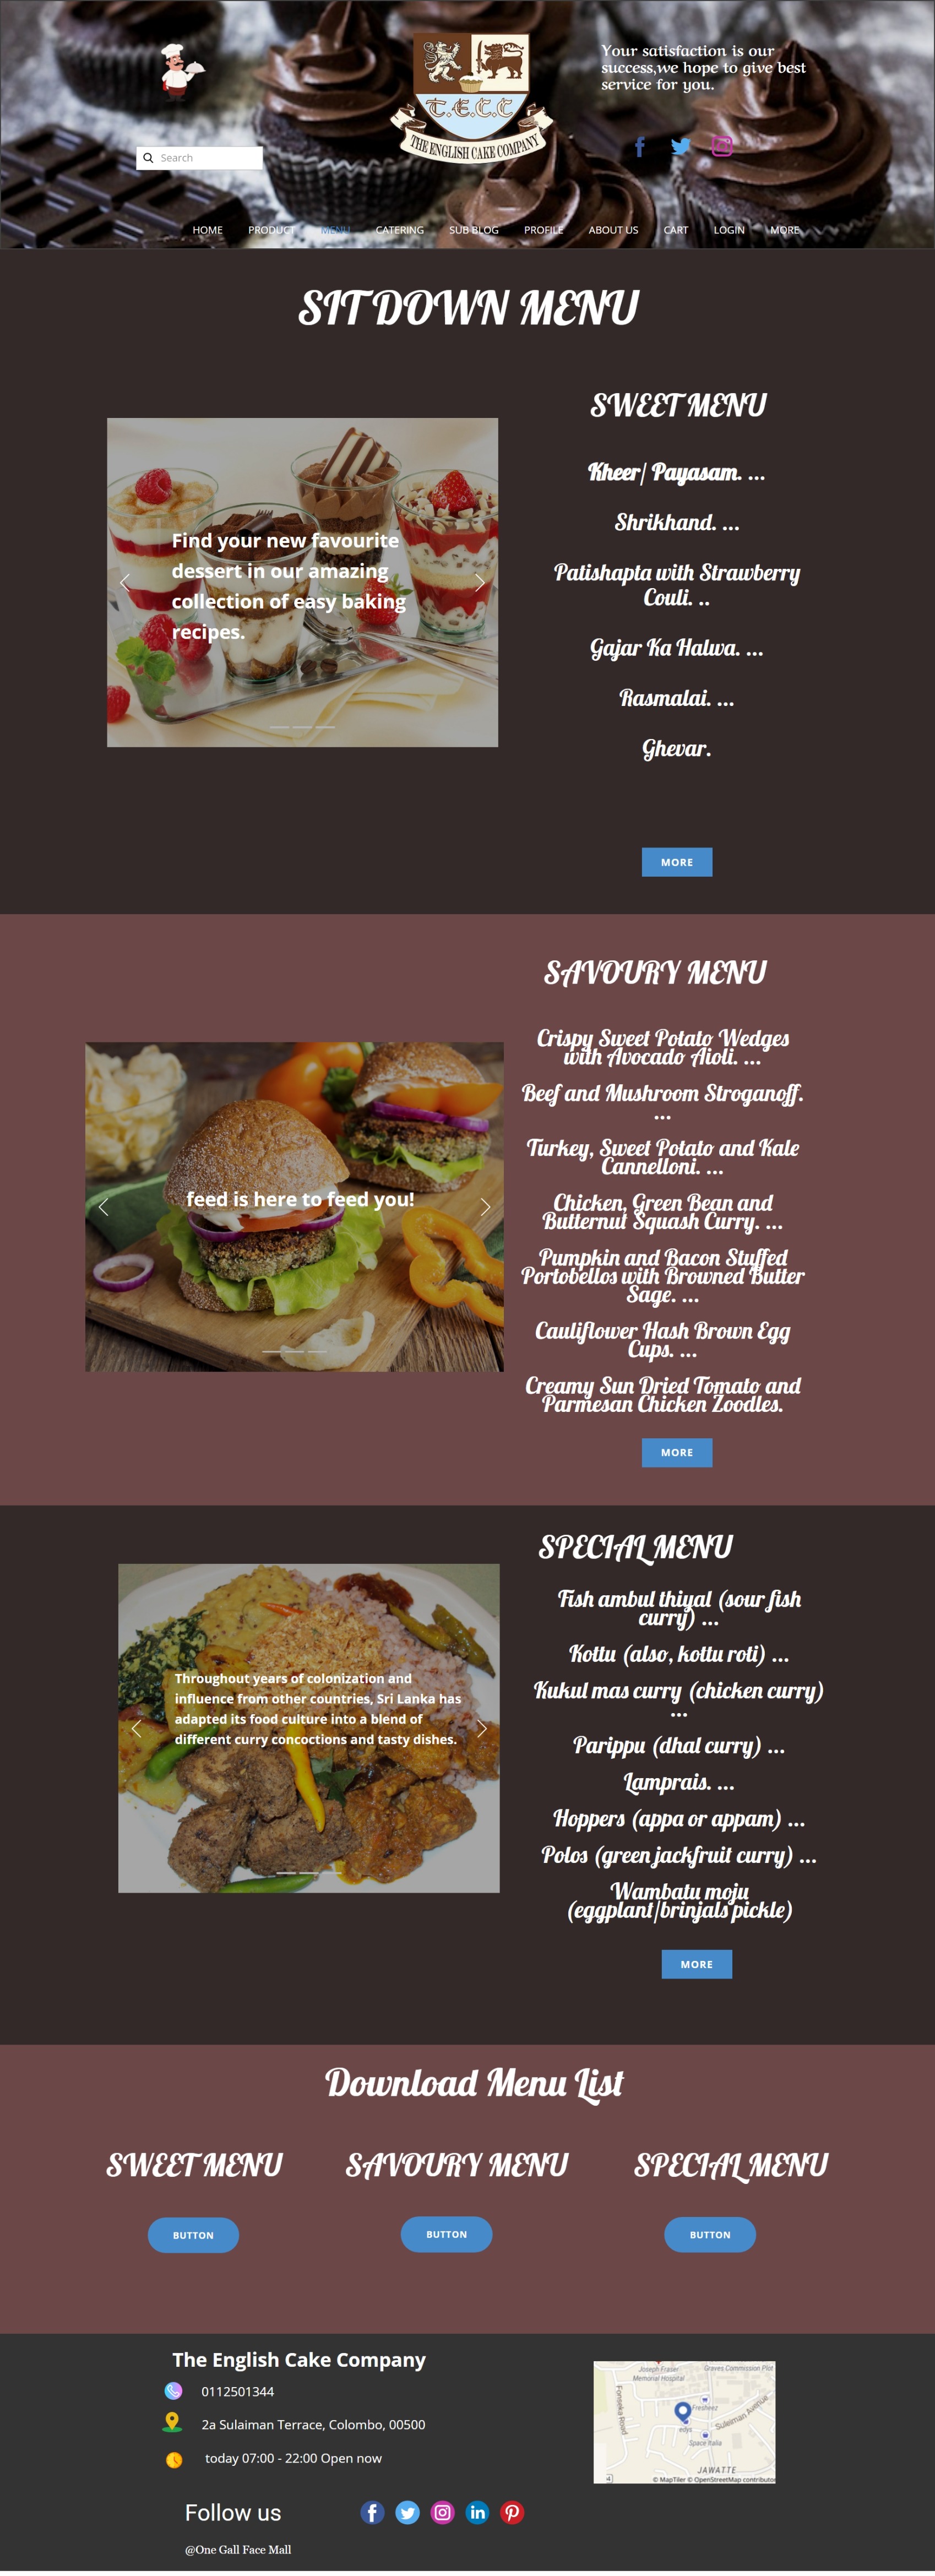 Your satisfaction is our
success,we hope to give best
service for you.
T.E.C.C
THE ENGLISH CAKE COMPANY
Search
HOME PRODUCT MENU CATERING SUB BLOG PROFILE ABOUT US CART LOGIN MORE
SIT DOWN MENU
SWEET MENU
Kheer/ Payasam. ...
Shrikhand. ...
Patishapta with Strawberry
Couli. ..
Gajar Ka Halwa. ...
Rasmalai. ...
Ghevar.
Find your new favourite
dessert in our amazing
collection of easy baking
recipes.
MORE
SAVOURY MENU
Crispy Sweet Potato Wedges
with Avocado Aioli. ...
Beef and Mushroom Stroganoff.
...
Turkey, Sweet Potato and Kale
Cannelloni. ...
Chicken, Green Bean and
Butternut Squash Curry. ...
Pumpkin and Bacon Stuffed
Portobellos with Browned Butter
Sage. ...
Cauliflower Hash Brown Egg
Cups. ...
Creamy Sun Dried Tomato and
Parmesan Chicken Zoodles.
feed is here to feed you!
MORE
SPECIAL MENU
Fish ambul thiyal (sour fish
curry) ...
Kottu (also, kottu roti) ...
Kukul mas curry (chicken curry)
...
Parippu (dhal curry) ...
Lamprais. ...
Hoppers (appa or appam) ...
Polos (green jackfruit curry) ...
Wambatu moju
(eggplant/brinjals pickle)
Throughout years of colonization and
influence from other countries, Sri Lanka has
adapted its food culture into a blend of
different curry concoctions and tasty dishes.
MORE
Download Menu List
SWEET MENU SAVOURY MENU SPECIAL MENU
BUTTON BUTTON BUTTON
The English Cake Company
0112501344
2a Sulaiman Terrace, Colombo, 00500
today 07:00 - 22:00 Open now
Joseph Fraser
Memorial Hospital
Graves Commission Plot
Fonseka Road
Fresheez
Suleiman Avenue
Space Italia
JAWATTE
© MapTiler © OpenStreetMap contributor
Follow us
@One Gall Face Mall